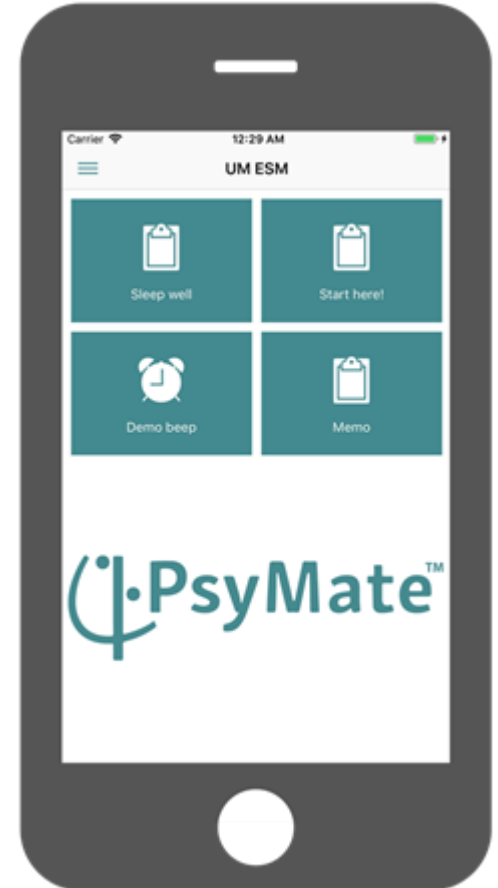 Carrier 12:29 AM
UM ESM
Sleep well Start here!
Demo beep Memo
PsyMate™